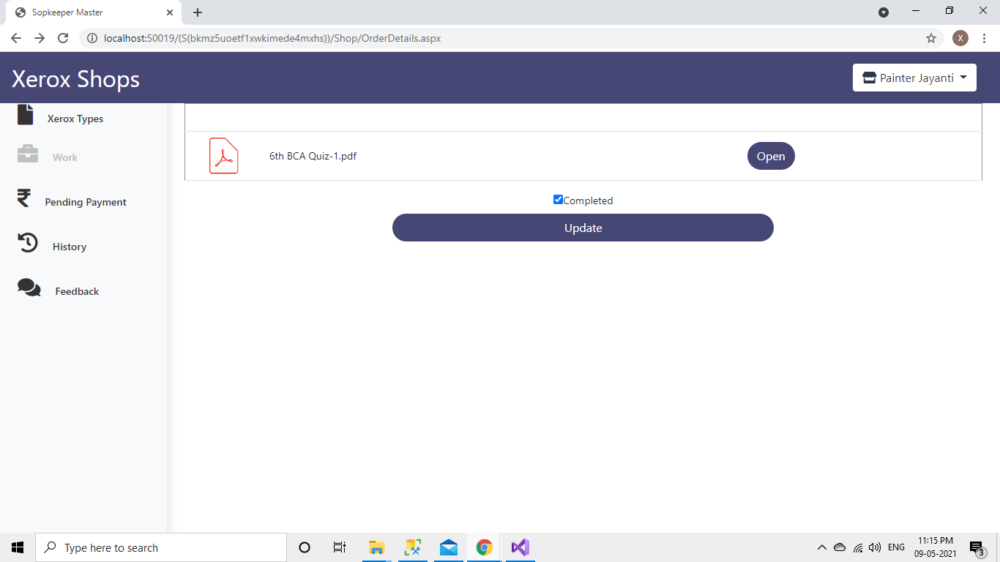 Sopkeeper Master
localhost:50019/(S(bkmz5uoetf1xwkimede4mxhs))/Shop/OrderDetails.aspx
X
Xerox Shops
Painter Jayanti
Xerox Types
Work
6th BCA Quiz-1.pdf
Open
Pending Payment
Completed
Update
History
Feedback
Type here to search
ENG
11:15 PM
09-05-2021
3